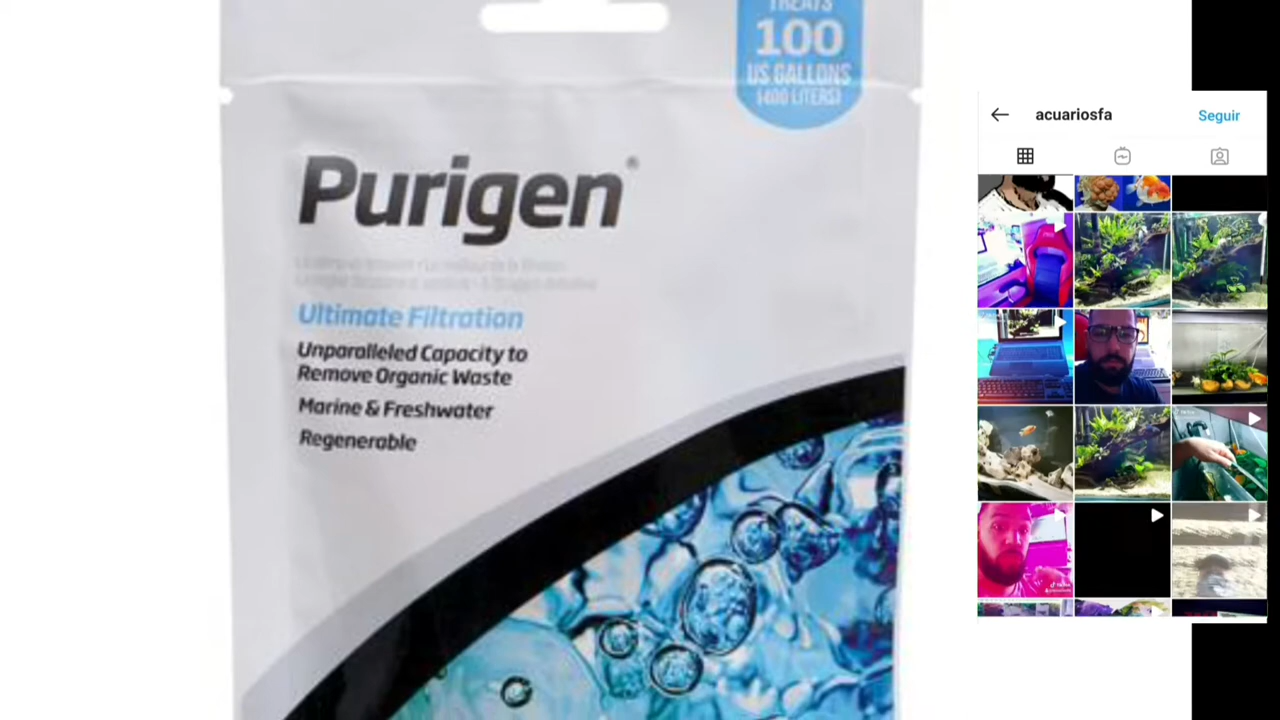 TREATS
100
US GALLONS
(400 LITERS)
Purigen®
Ultimate Filtration
Unparalleled Capacity to
Remove Organic Waste
Marine & Freshwater
Regenerable
acuariosfa
Seguir